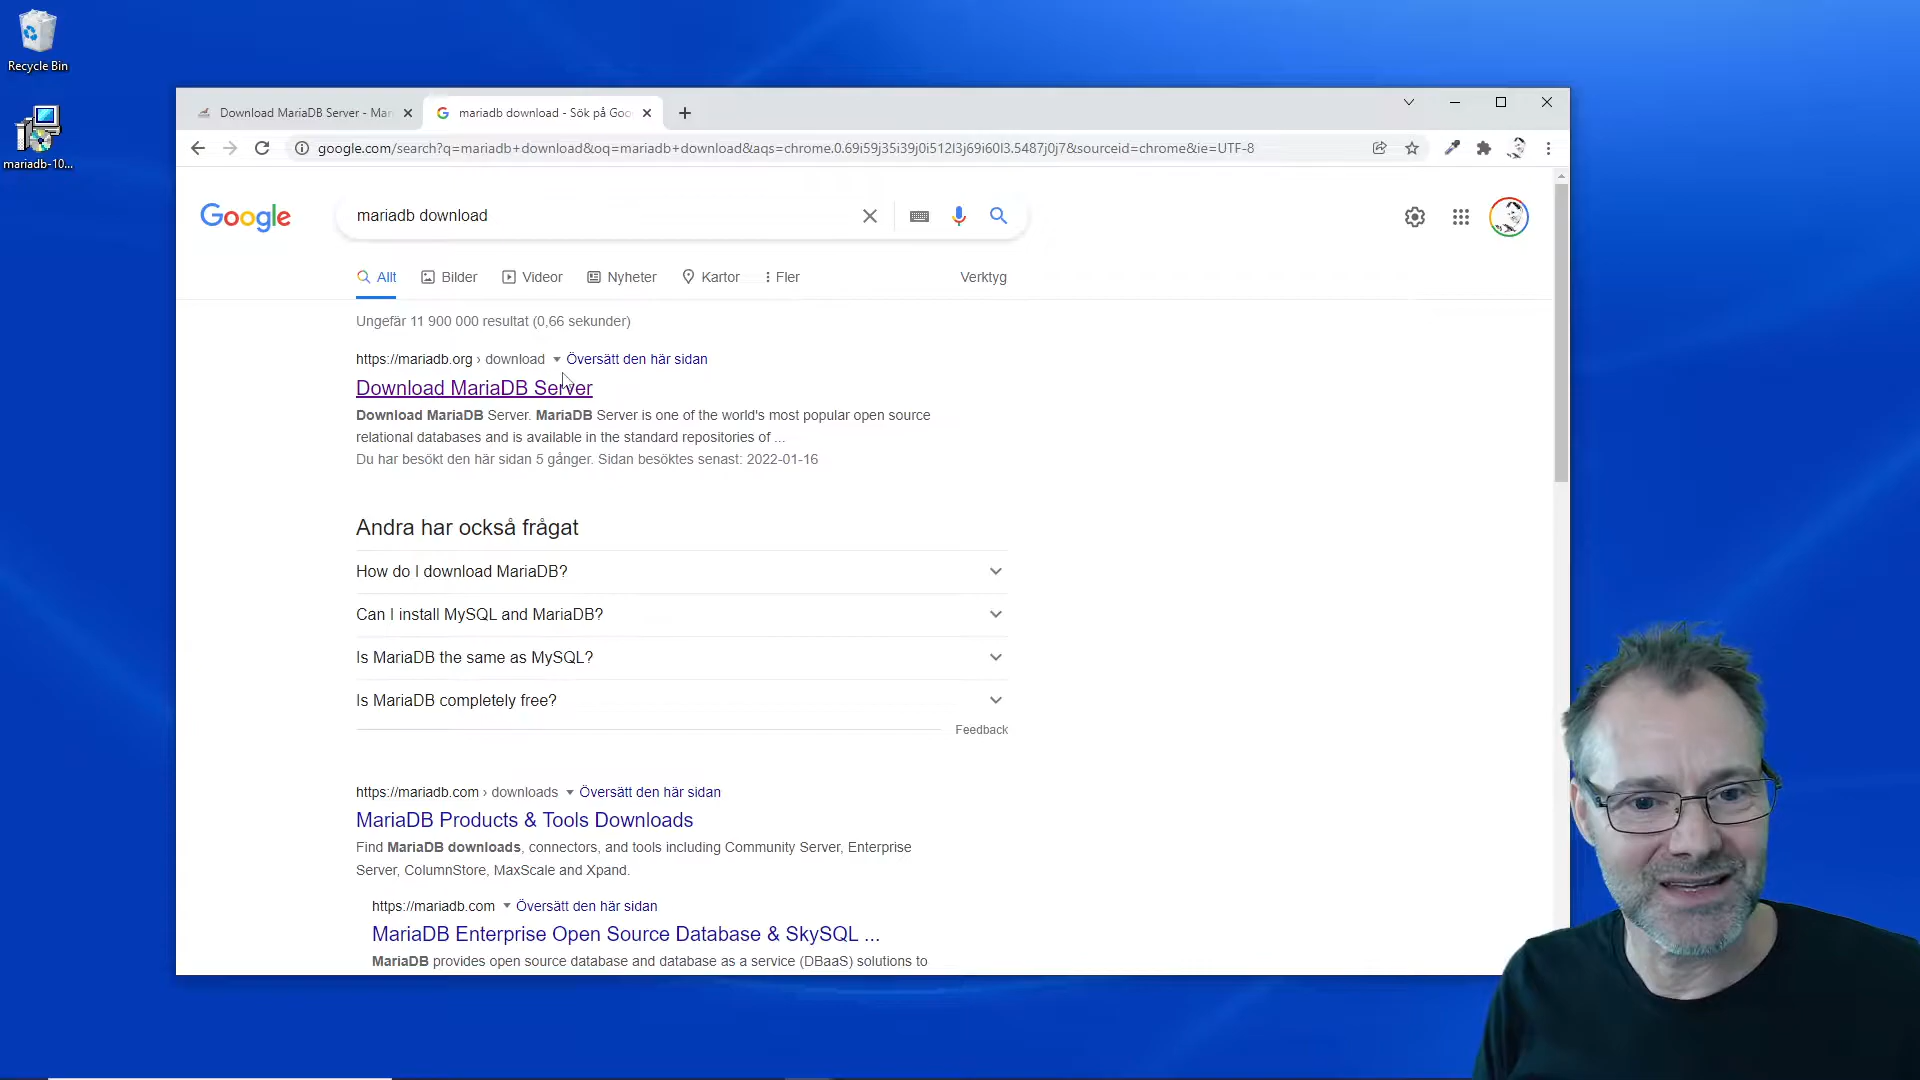 Recycle Bin
mariadb-10...
Download MariaDB Server - Mar
mariadb download - Sök på Goo
google.com/search?q=mariadb+download&oq=mariadb+download&aqs=chrome.0.69i59j35i39j0i512l3j69i60l3.5487j0j7&sourceid=chrome&ie=UTF-8
Google
mariadb download
Allt
Bilder
Videor
Nyheter
Kartor
Fler
Verktyg
Ungefär 11 900 000 resultat (0,66 sekunder)
https://mariadb.org › download Översätt den här sidan
Download MariaDB Server
Download MariaDB Server. MariaDB Server is one of the world's most popular open source
relational databases and is available in the standard repositories of ...
Du har besökt den här sidan 5 gånger. Sidan besöktes senast: 2022-01-16
Andra har också frågat
How do I download MariaDB?
Can I install MySQL and MariaDB?
Is MariaDB the same as MySQL?
Is MariaDB completely free?
Feedback
https://mariadb.com › downloads Översätt den här sidan
MariaDB Products & Tools Downloads
Find MariaDB downloads, connectors, and tools including Community Server, Enterprise
Server, ColumnStore, MaxScale and Xpand.
https://mariadb.com Översätt den här sidan
MariaDB Enterprise Open Source Database & SkySQL ...
MariaDB provides open source database and database as a service (DBaaS) solutions to